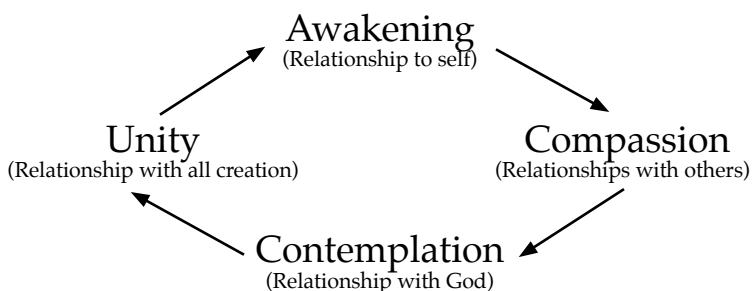 Awakening
(Relationship to self)
Unity
(Relationship with all creation)
Compassion
(Relationships with others)
Contemplation
(Relationship with God)